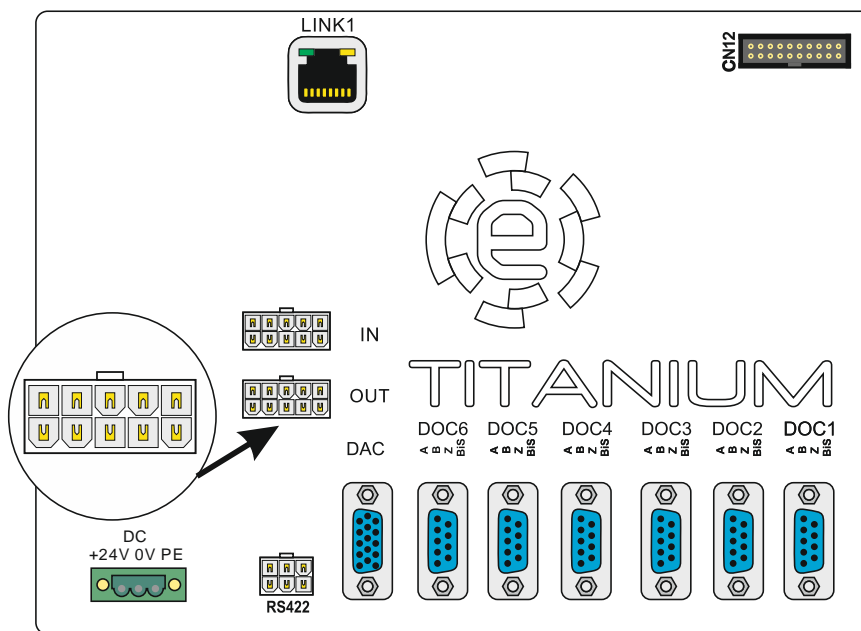 LINK1
CN12
e
IN
TITANIUM
OUT
DOC6 DOC5 DOC4 DOC3 DOC2 DOC1
DAC
A B Z BiS A B Z BiS A B Z BiS A B Z BiS A B Z BiS A B Z BiS
DC
+24V 0V PE
RS422